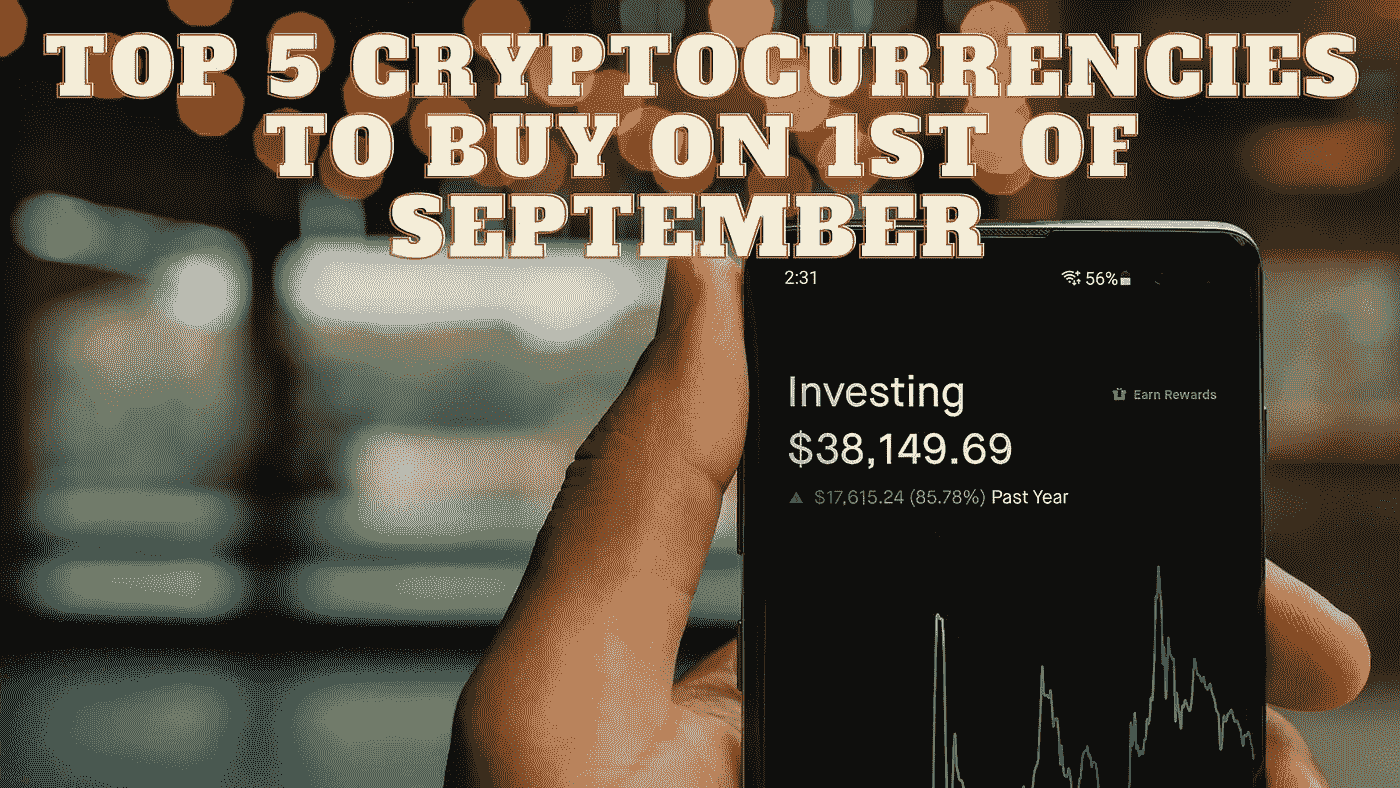 TOP 5 CRYPTOCURRENCIES
TO BUY ON 1ST OF
SEPTEMBER
2:31 56%
Investing
Earn Rewards
$38,149.69
$17,615.24 (85.78%) Past Year